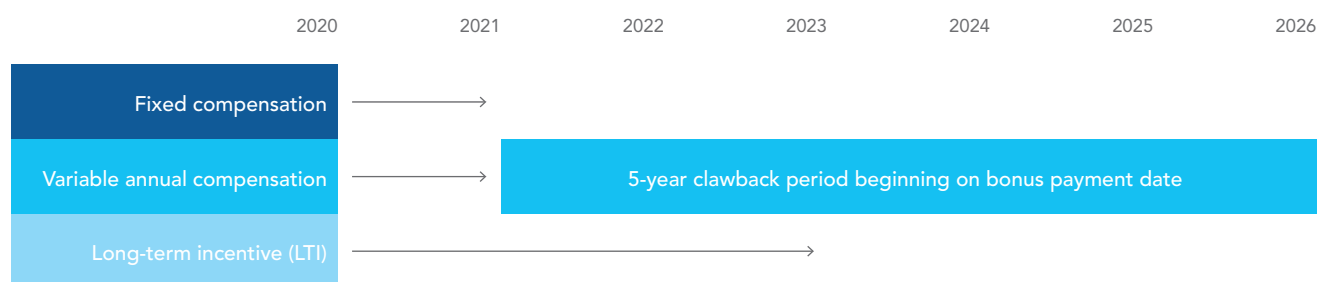 2020 2021 2022 2023 2024 2025 2026
Fixed compensation
Variable annual compensation 5-year clawback period beginning on bonus payment date
Long-term incentive (LTI)